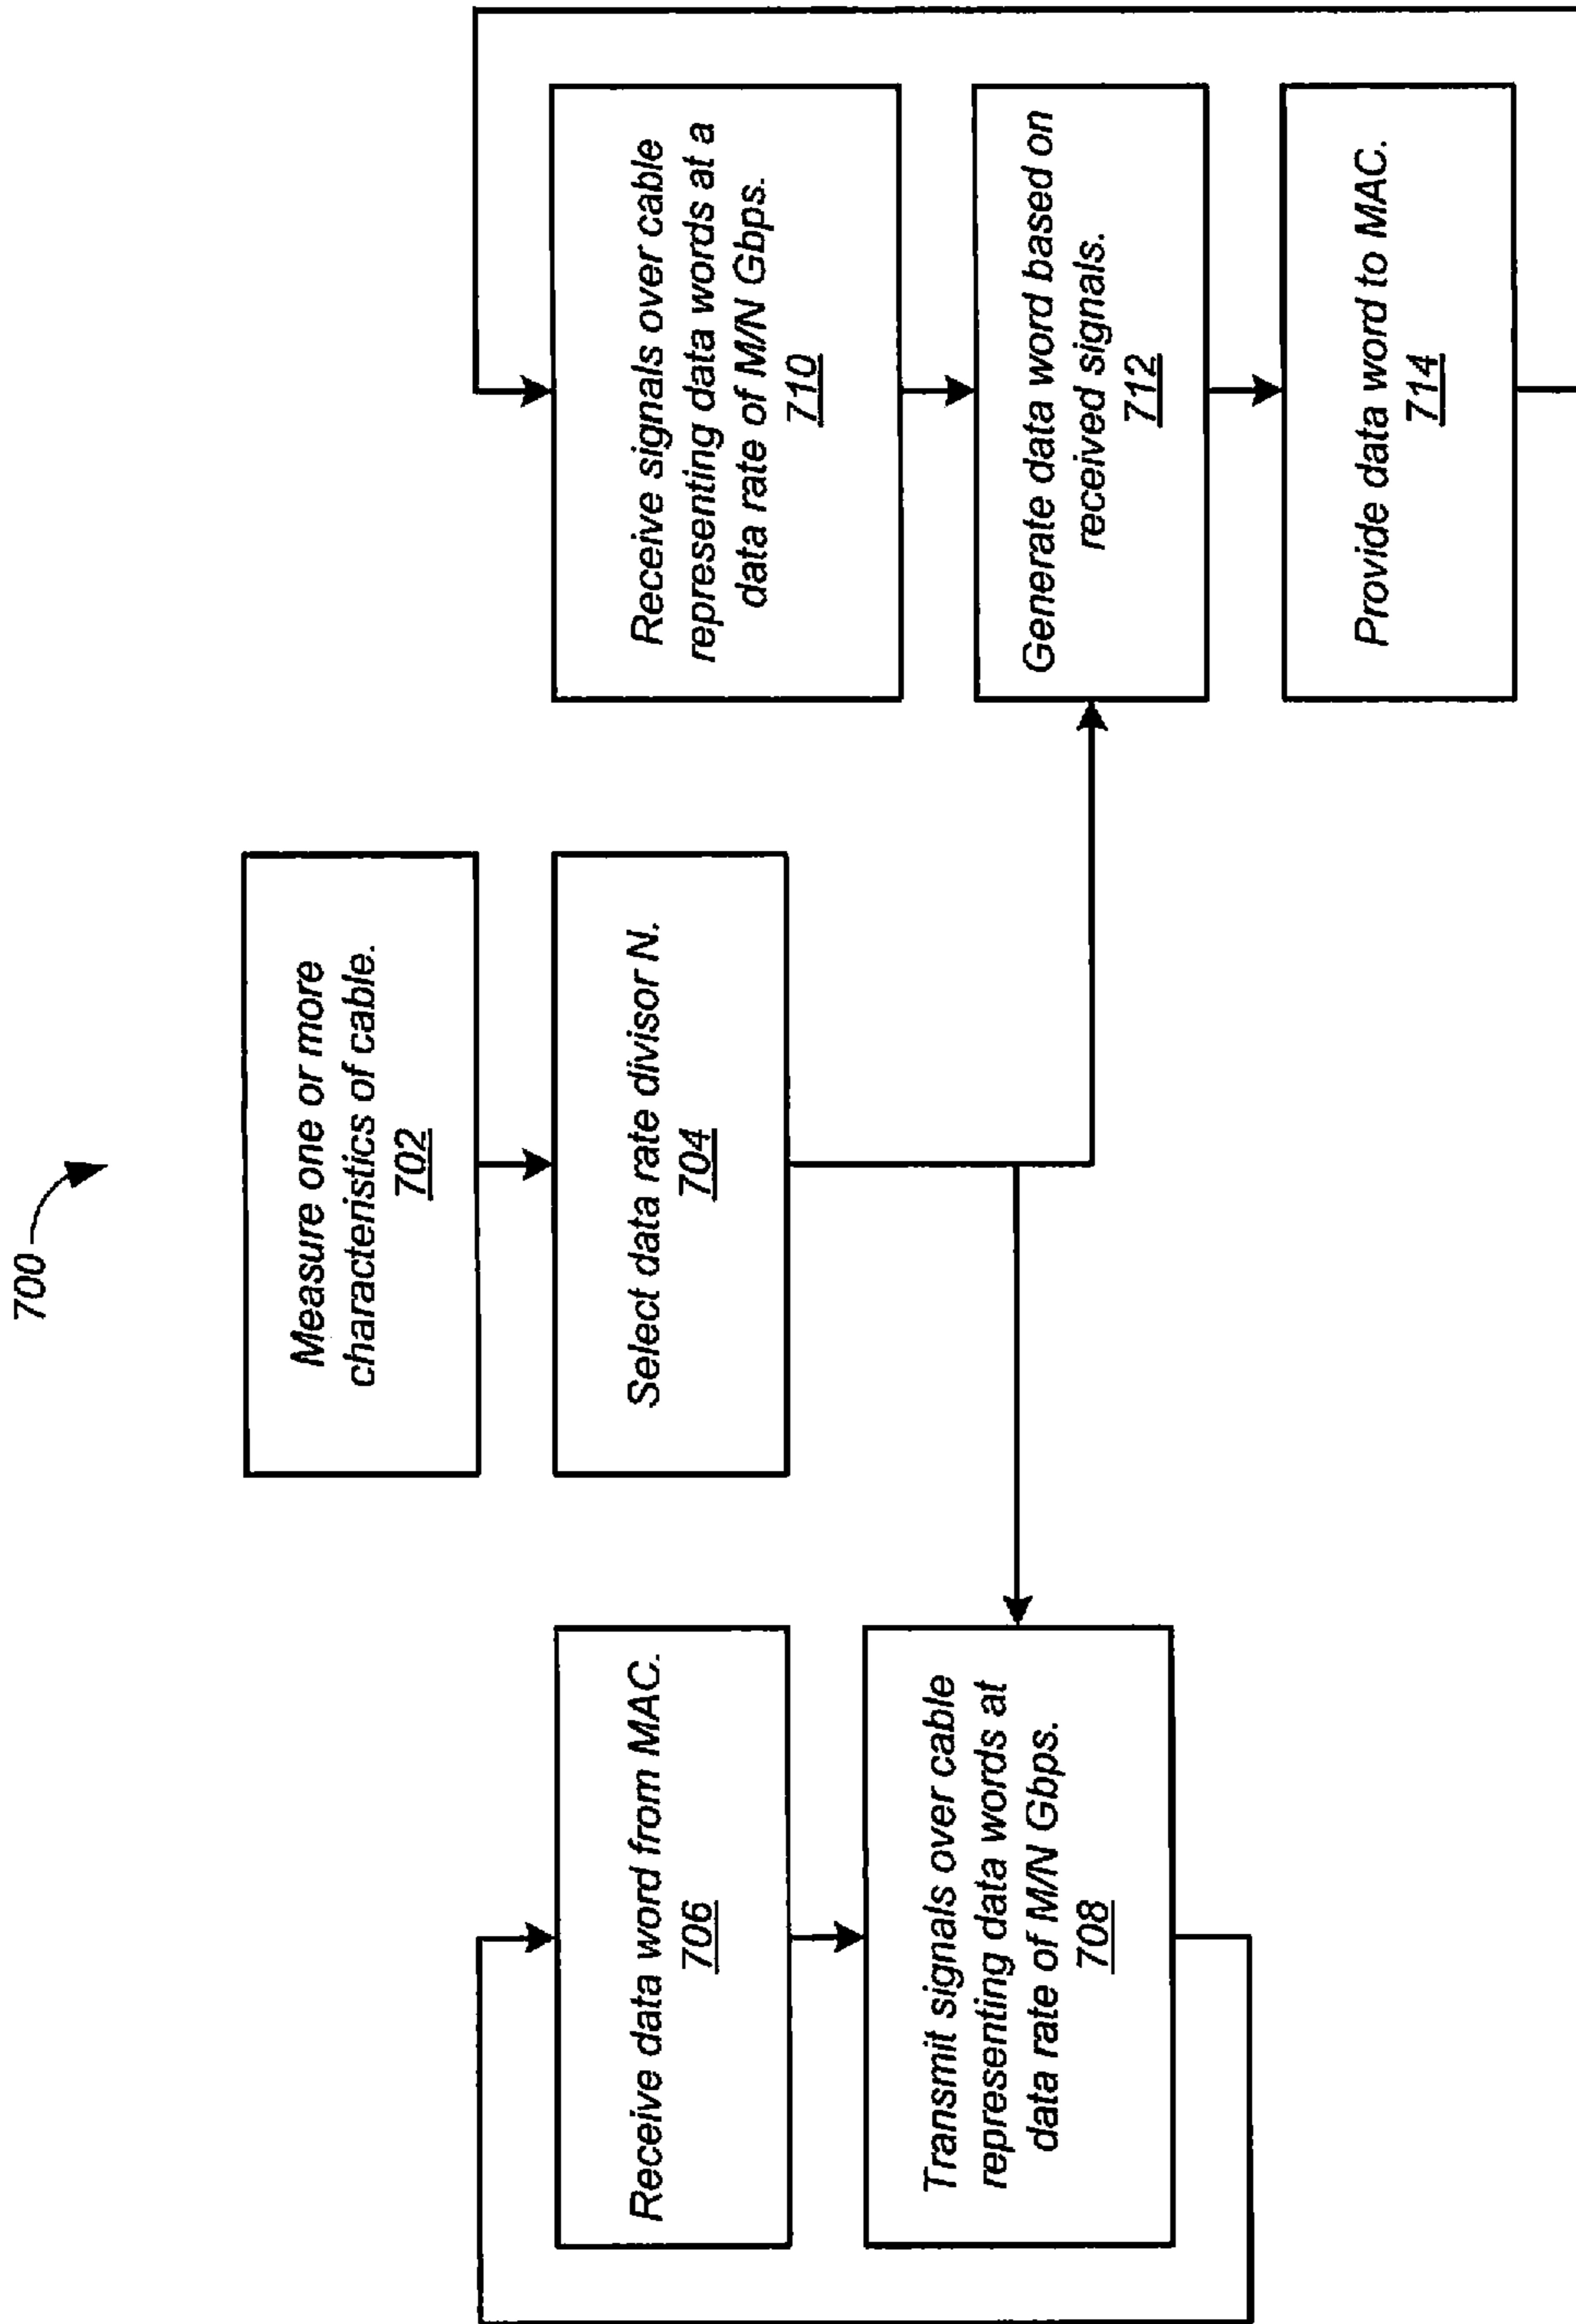 700
Measure one or more
characteristics of cable.
702
Select data rate divisor N.
704
Receive data word from MAC.
706
Transmit signals over cable
representing data words at
data rate of M/N Gbps.
708
Receive signals over cable
representing data words at a
data rate of M/N Gbps.
710
Generate data word based on
received signals.
712
Provide data word to MAC.
714